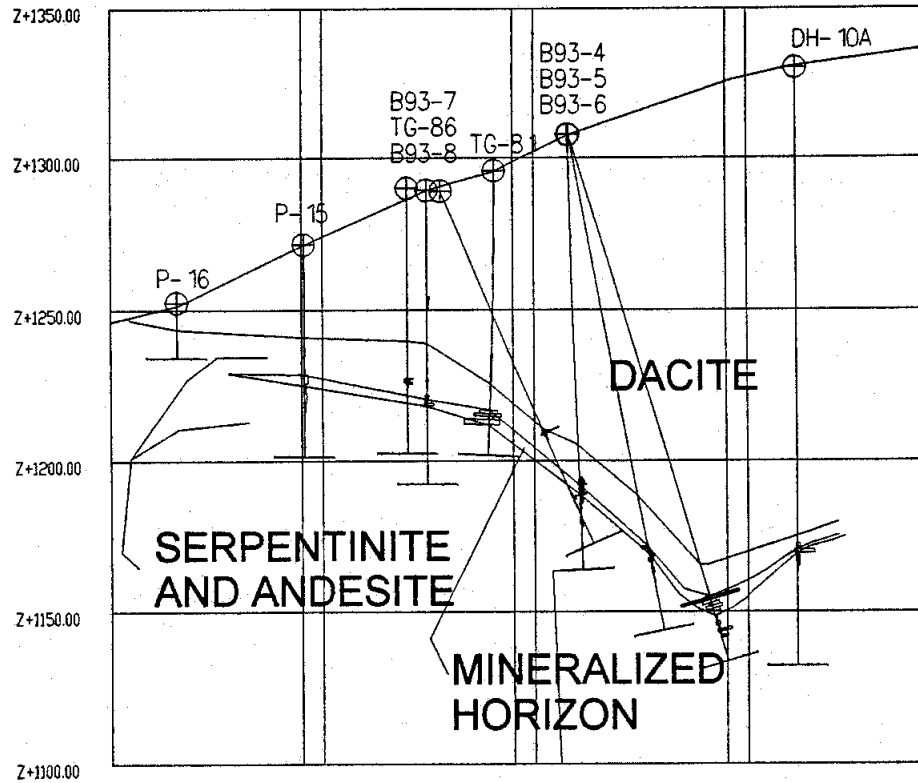 Z+1350.00
DH-10A
B93-4
B93-5
B93-6
B93-7
TG-86
B93-8
TG-81
Z+1300.00
P-15
P-16
Z+1250.00
DACITE
Z+1200.00
SERPENTINITE
AND ANDESITE
Z+1150.00
MINERALIZED
HORIZON
Z+1100.00